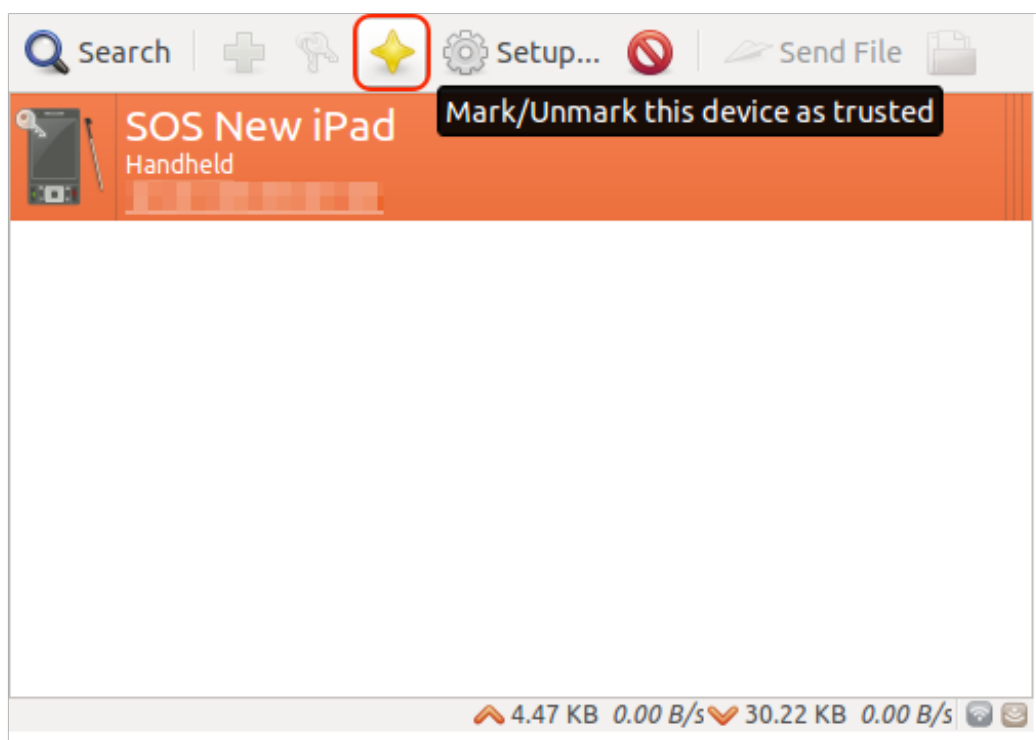 Search Setup... Send File
Mark/Unmark this device as trusted
SOS New iPad
Handheld
4.47 KB 0.00 B/s 30.22 KB 0.00 B/s